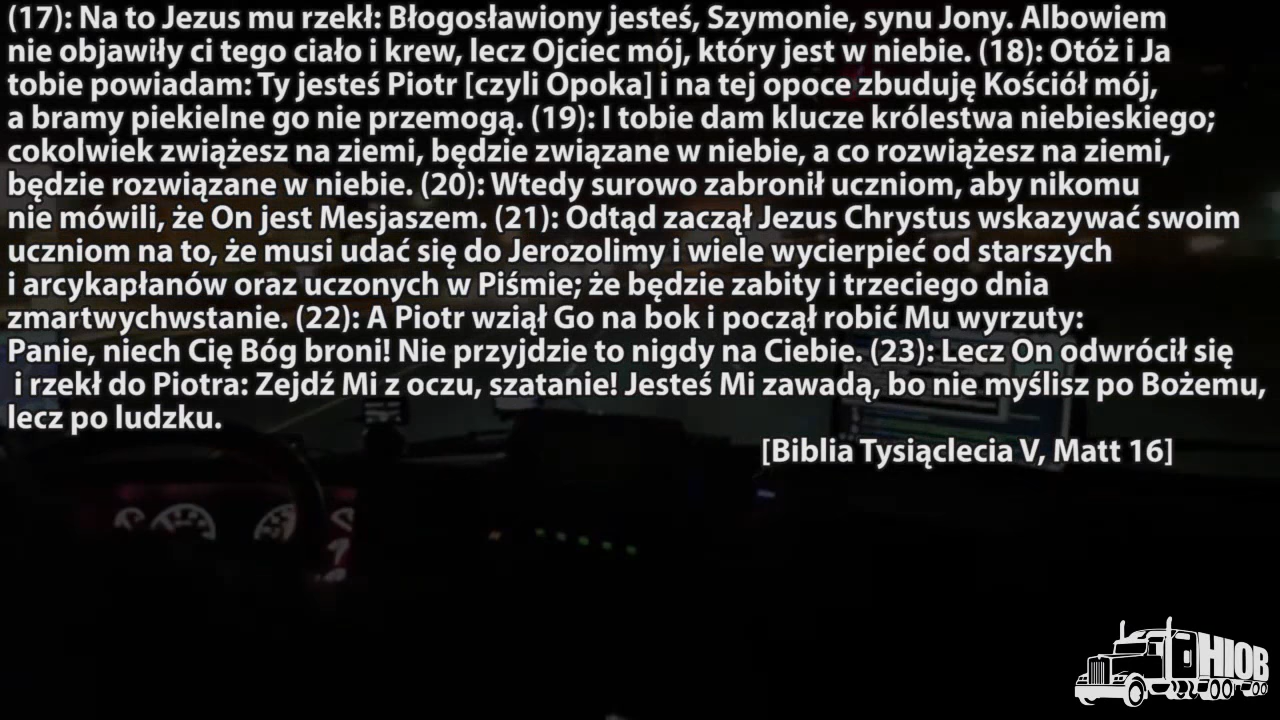 (17): Na to Jezus mu rzekł: Błogosławiony jesteś, Szymonie, synu Jony. Albowiem
nie objawiły ci tego ciało i krew, lecz Ojciec mój, który jest w niebie. (18): Otóż i Ja
tobie powiadam: Ty jesteś Piotr [czyli Opoka] i na tej opoce zbuduję Kościół mój,
a bramy piekielne go nie przemogą. (19): I tobie dam klucze królestwa niebieskiego;
cokolwiek zwiążesz na ziemi, będzie związane w niebie, a co rozwiążesz na ziemi,
będzie rozwiązane w niebie. (20): Wtedy surowo zabronił uczniom, aby nikomu
nie mówili, że On jest Mesjaszem. (21): Odtąd zaczął Jezus Chrystus wskazywać swoim
uczniom na to, że musi udać się do Jerozolimy i wiele wycierpieć od starszych
i arcykapłanów oraz uczonych w Piśmie; że będzie zabity i trzeciego dnia
zmartwychwstanie. (22): A Piotr wziął Go na bok i począł robić Mu wyrzuty:
Panie, niech Cię Bóg broni! Nie przyjdzie to nigdy na Ciebie. (23): Lecz On odwrócił się
i rzekł do Piotra: Zejdź Mi z oczu, szatanie! Jesteś Mi zawadą, bo nie myślisz po Bożemu,
lecz po ludzku.
[Biblia Tysiąclecia V, Matt 16]
HIOB